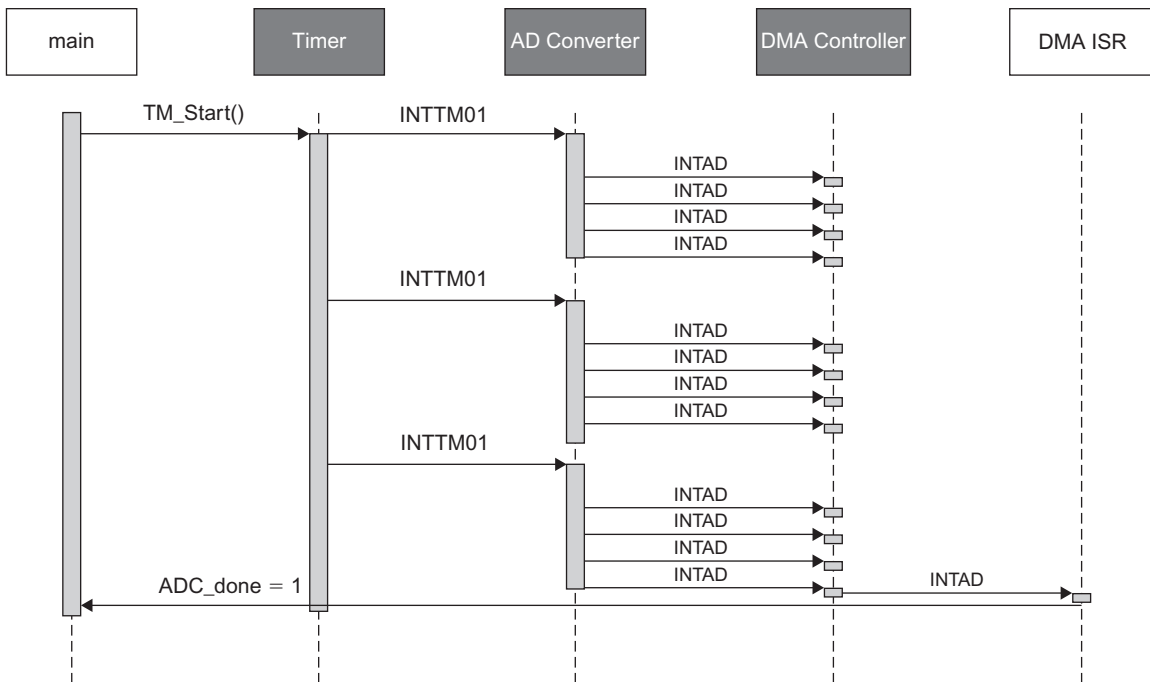 main
Timer
AD Converter
DMA Controller
DMA ISR
TM_Start()
INTTM01
INTAD
INTAD
INTAD
INTAD
INTTM01
INTAD
INTAD
INTAD
INTAD
INTTM01
INTAD
INTAD
INTAD
INTAD
INTAD
ADC_done = 1